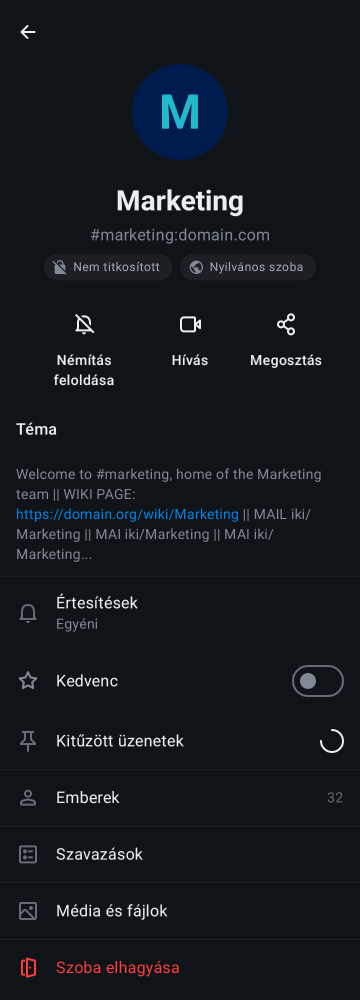 M
Marketing
#marketing:domain.com
Nem titkosított
Nyilvános szoba
Némítás
feloldása
Hívás
Megosztás
Téma
Welcome to #marketing, home of the Marketing
team || WIKI PAGE:
https://domain.org/wiki/Marketing || MAIL iki/
Marketing || MAI iki/Marketing || MAI iki/
Marketing...
Értesítések
Egyéni
Kedvenc
Kitűzött üzenetek
Emberek 32
Szavazások
Média és fájlok
Szoba elhagyása